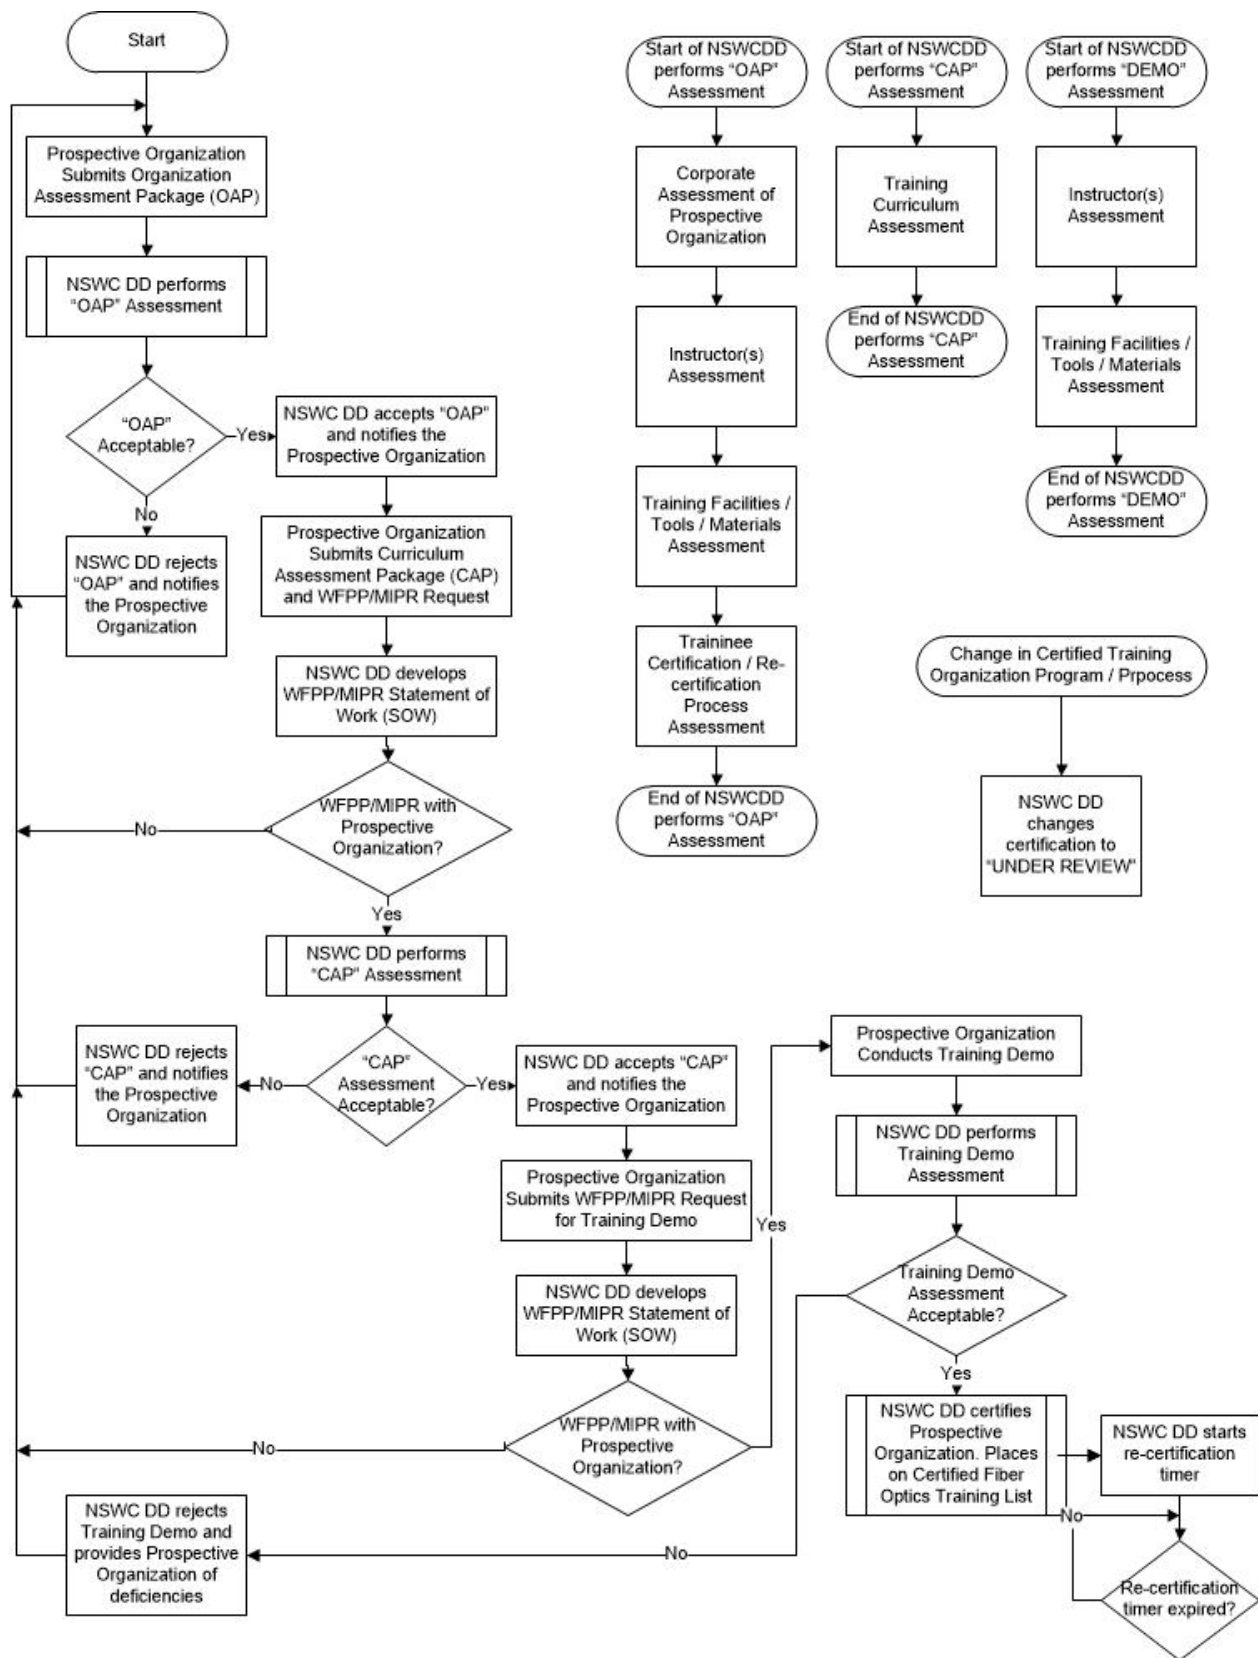 Start
Prospective Organization
Submits Organization
Assessment Package (OAP)
NSWC DD performs
“OAP” Assessment
“OAP”
Acceptable?
Yes
No
NSWC DD accepts “OAP”
and notifies the
Prospective Organization
NSWC DD rejects
“OAP” and notifies
the Prospective
Organization
Prospective Organization
Submits Curriculum
Assessment Package (CAP)
and WFPP/MIPR Request
NSWC DD develops
WFPP/MIPR Statement of
Work (SOW)
WFPP/MIPR with
Prospective
Organization?
No
Yes
NSWC DD performs
“CAP” Assessment
“CAP”
Assessment
Acceptable?
No
Yes
NSWC DD rejects
“CAP” and notifies
the Prospective
Organization
NSWC DD accepts “CAP”
and notifies the
Prospective Organization
Prospective Organization
Submits WFPP/MIPR Request
for Training Demo
NSWC DD develops
WFPP/MIPR Statement of
Work (SOW)
WFPP/MIPR with
Prospective
Organization?
No
Yes
Prospective Organization
Conducts Training Demo
NSWC DD performs
Training Demo
Assessment
Training Demo
Assessment
Acceptable?
Yes
No
NSWC DD rejects
Training Demo and
provides Prospective
Organization of
deficiencies
NSWC DD certifies
Prospective
Organization. Places
on Certified Fiber
Optics Training List
NSWC DD starts
re-certification
timer
No
Re-certification
timer expired?
Start of NSWCDD
performs “OAP”
Assessment
Corporate
Assessment of
Prospective
Organization
Instructor(s)
Assessment
Training Facilities /
Tools / Materials
Assessment
Traininee
Certification / Re-
certification
Process
Assessment
End of NSWCDD
performs “OAP”
Assessment
Start of NSWCDD
performs “CAP”
Assessment
Training
Curriculum
Assessment
End of NSWCDD
performs “CAP”
Assessment
Start of NSWCDD
performs “DEMO”
Assessment
Instructor(s)
Assessment
Training Facilities /
Tools / Materials
Assessment
End of NSWCDD
performs “DEMO”
Assessment
Change in Certified Training
Organization Program / Prpocess
NSWC DD
changes
certification to
“UNDER REVIEW”